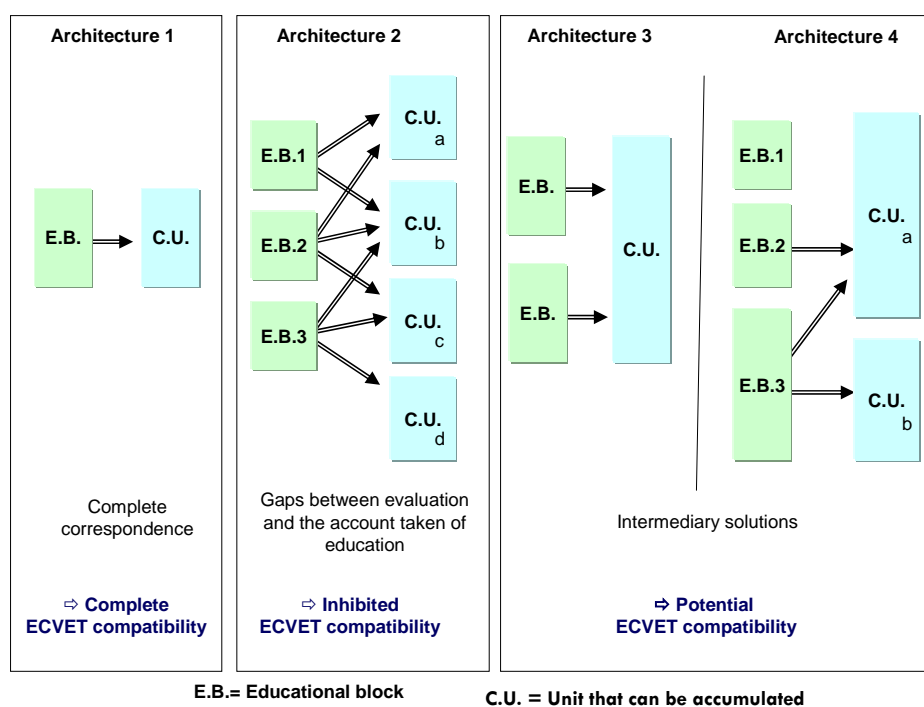 Architecture 1
E.B.
C.U.
Complete
correspondence
⇨ Complete
ECVET compatibility
Architecture 2
E.B.1
E.B.2
E.B.3
C.U.
a
C.U.
b
C.U.
c
C.U.
d
Gaps between evaluation
and the account taken of
education
⇨ Inhibited
ECVET compatibility
Architecture 3
E.B.
E.B.
C.U.
Architecture 4
E.B.1
E.B.2
E.B.3
C.U.
a
C.U.
b
Intermediary solutions
⇨ Potential
ECVET compatibility
E.B.= Educational block
C.U. = Unit that can be accumulated